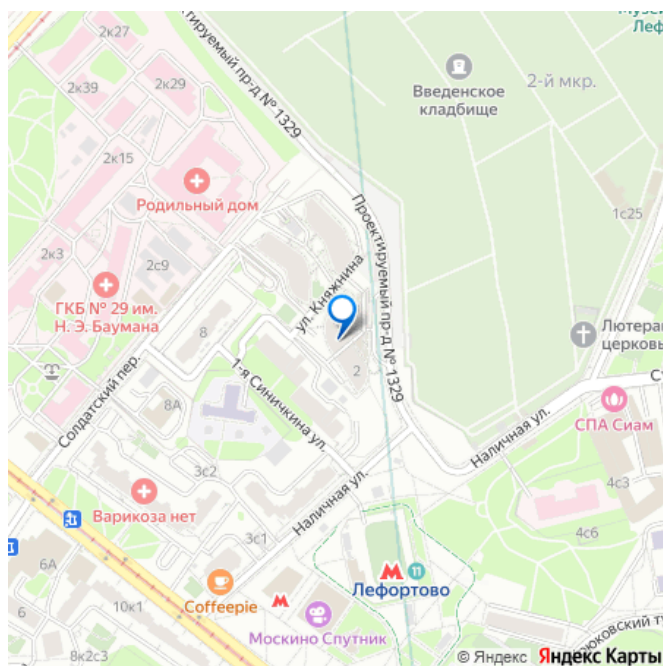 2к27
Музе
Лефо
2к29
2к39
Проектируемый пр-д № 1329
Введенское
кладбище
2-й мкр.
2к15
Родильный дом
1с25
2к3
2с9
ул. Княжнина
Проектируемый пр-д № 1329
ГКБ № 29 им.
Н. Э. Баумана
8
Лютера
церковь
Солдатский пер.
2
8А
1-я Синичкина ул.
СПА Сиам
Наличная ул.
3с2
4с3
Варикоза нет
Наличная ул.
3с1
4с6
6А
Лефортово
11
Coffeepie
10к1
6
Москино Спутник
8к2с3
© Яндекс Яндекс Карты